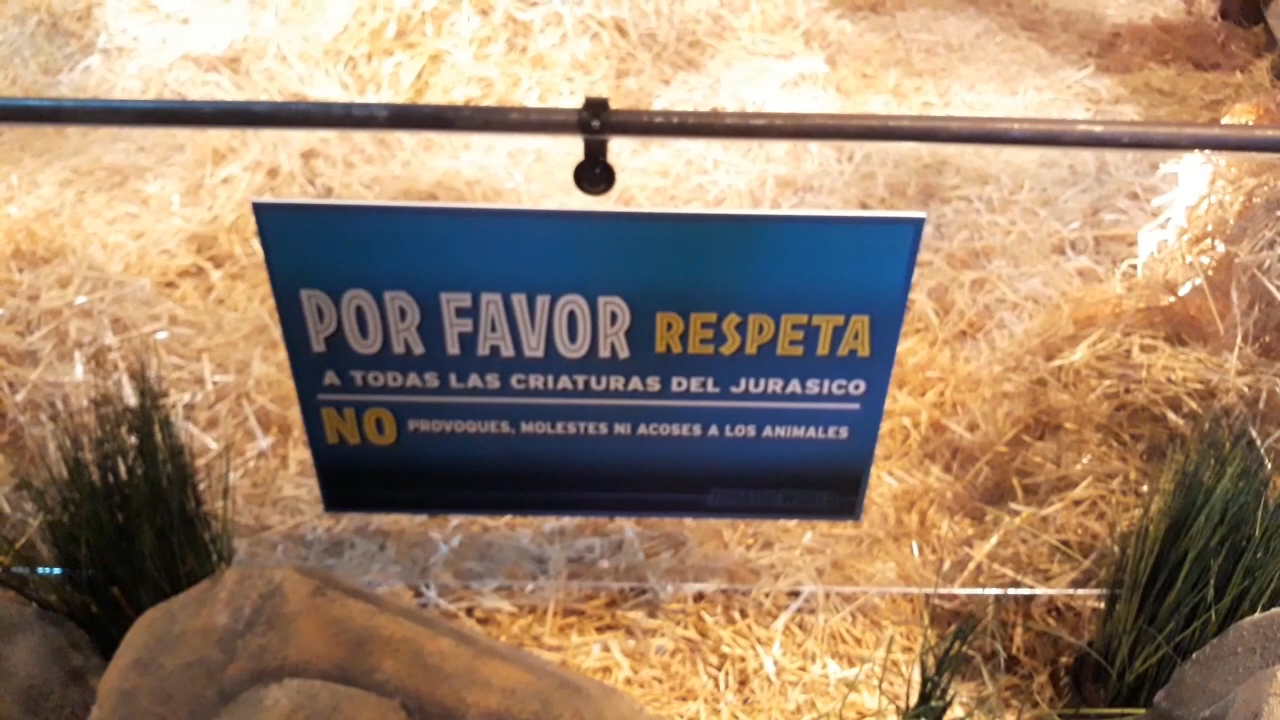 POR FAVOR RESPETA
A TODAS LAS CRIATURAS DEL JURASICO
NO PROVOQUES, MOLESTES NI ACOSES A LOS ANIMALES